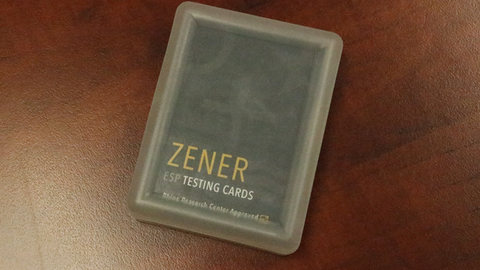 ZENER
ESP TESTING CARDS
Rhine Research Center Approved